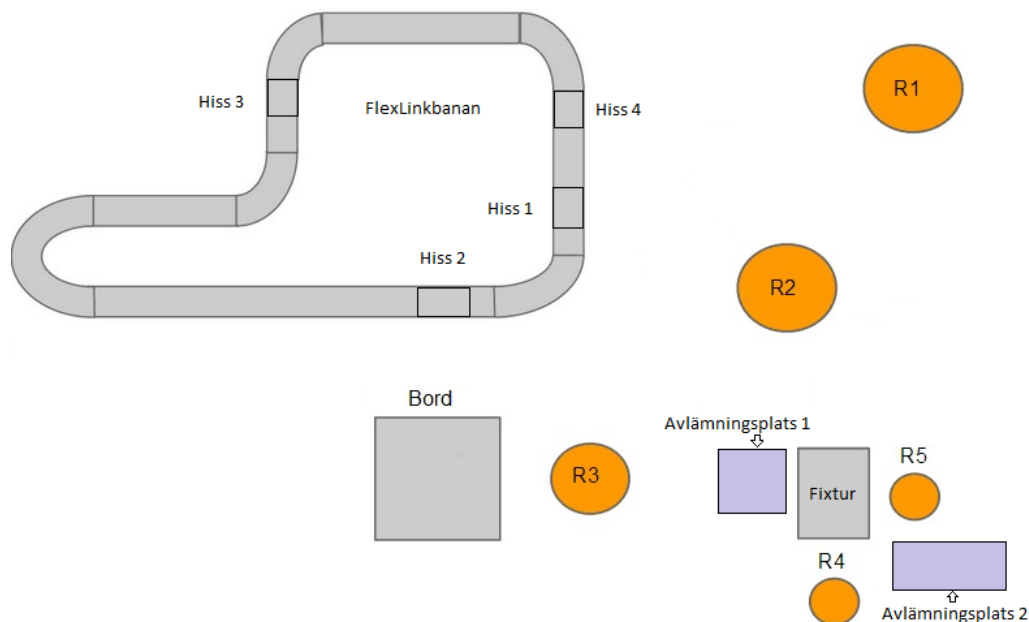 R1
Hiss 3
FlexLinkbanan
Hiss 4
Hiss 1
Hiss 2
R2
Bord
Avlämningsplats 1
R5
R3
Fixtur
R4
Avlämningsplats 2